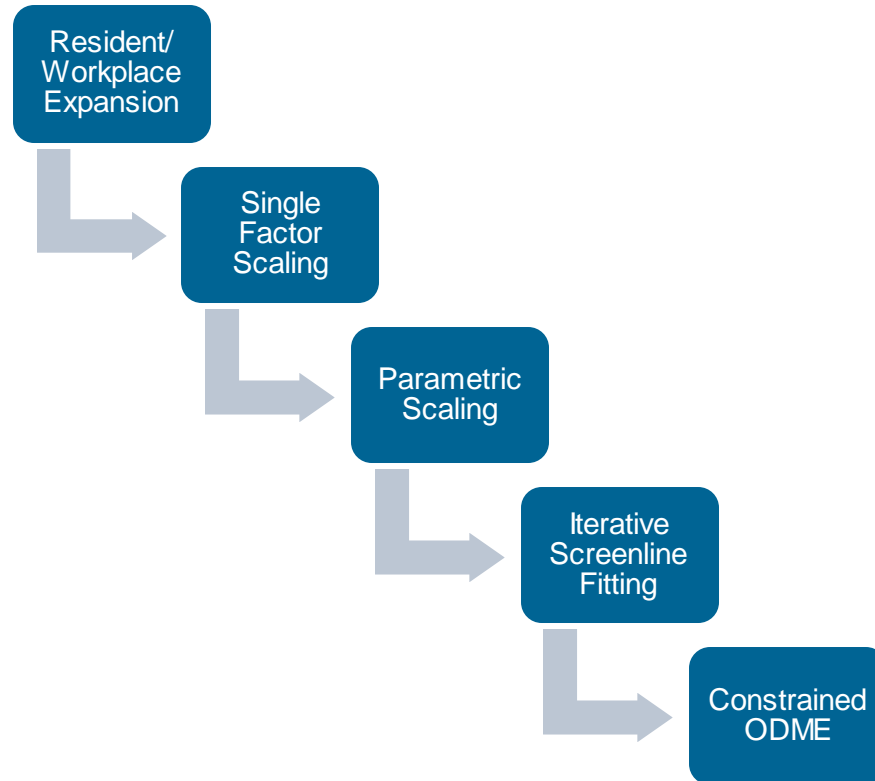 Resident/
Workplace
Expansion
Single
Factor
Scaling
Parametric
Scaling
Iterative
Screenline
Fitting
Constrained
ODME